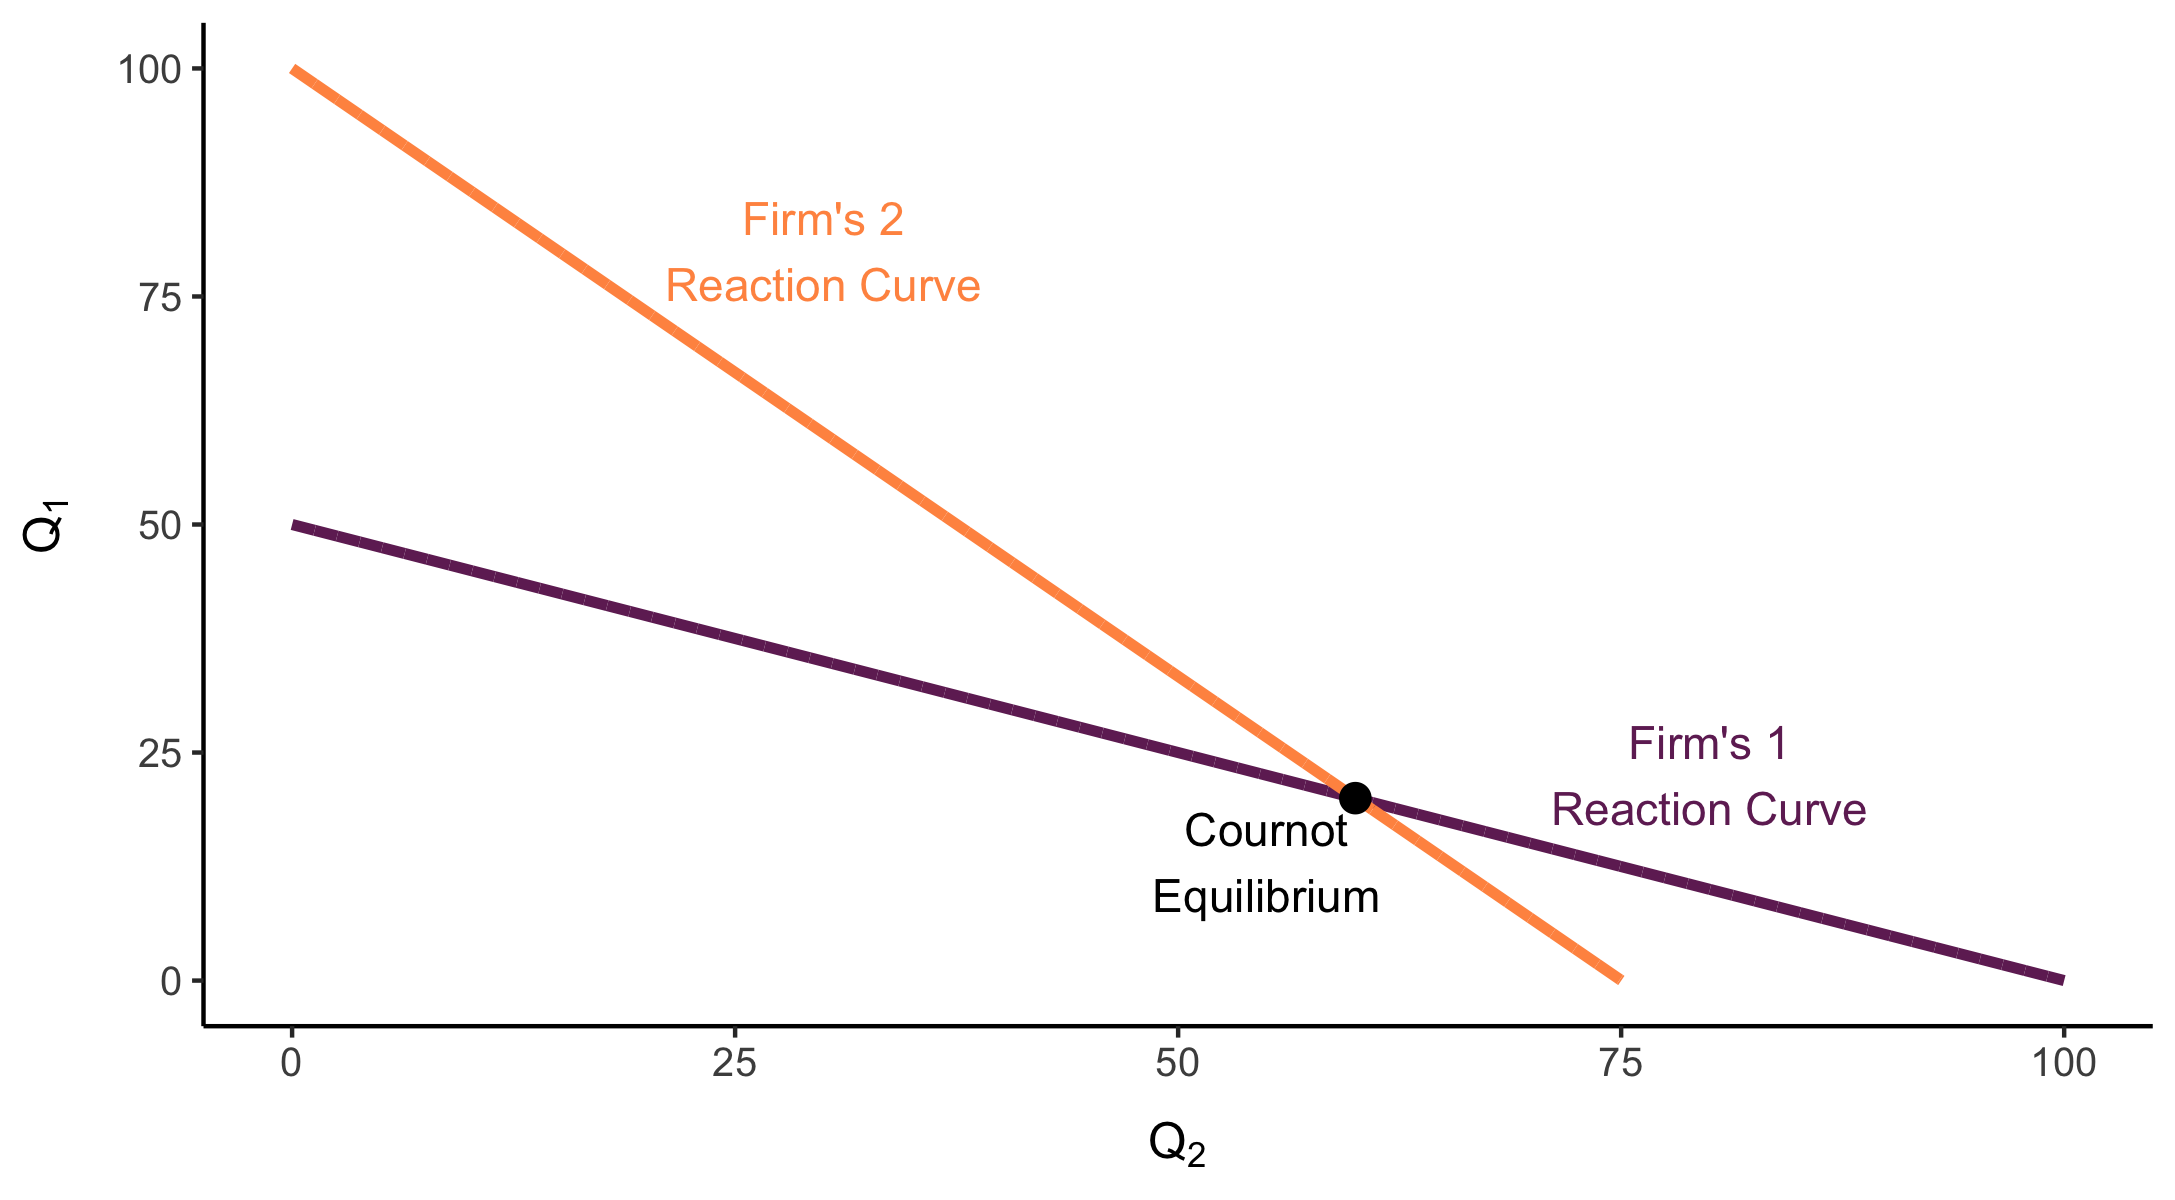 100
Firm's 2
Reaction Curve
75
50
Q1
25
Firm's 1
Reaction Curve
Cournot
Equilibrium
0
0 25 50 75 100
Q2